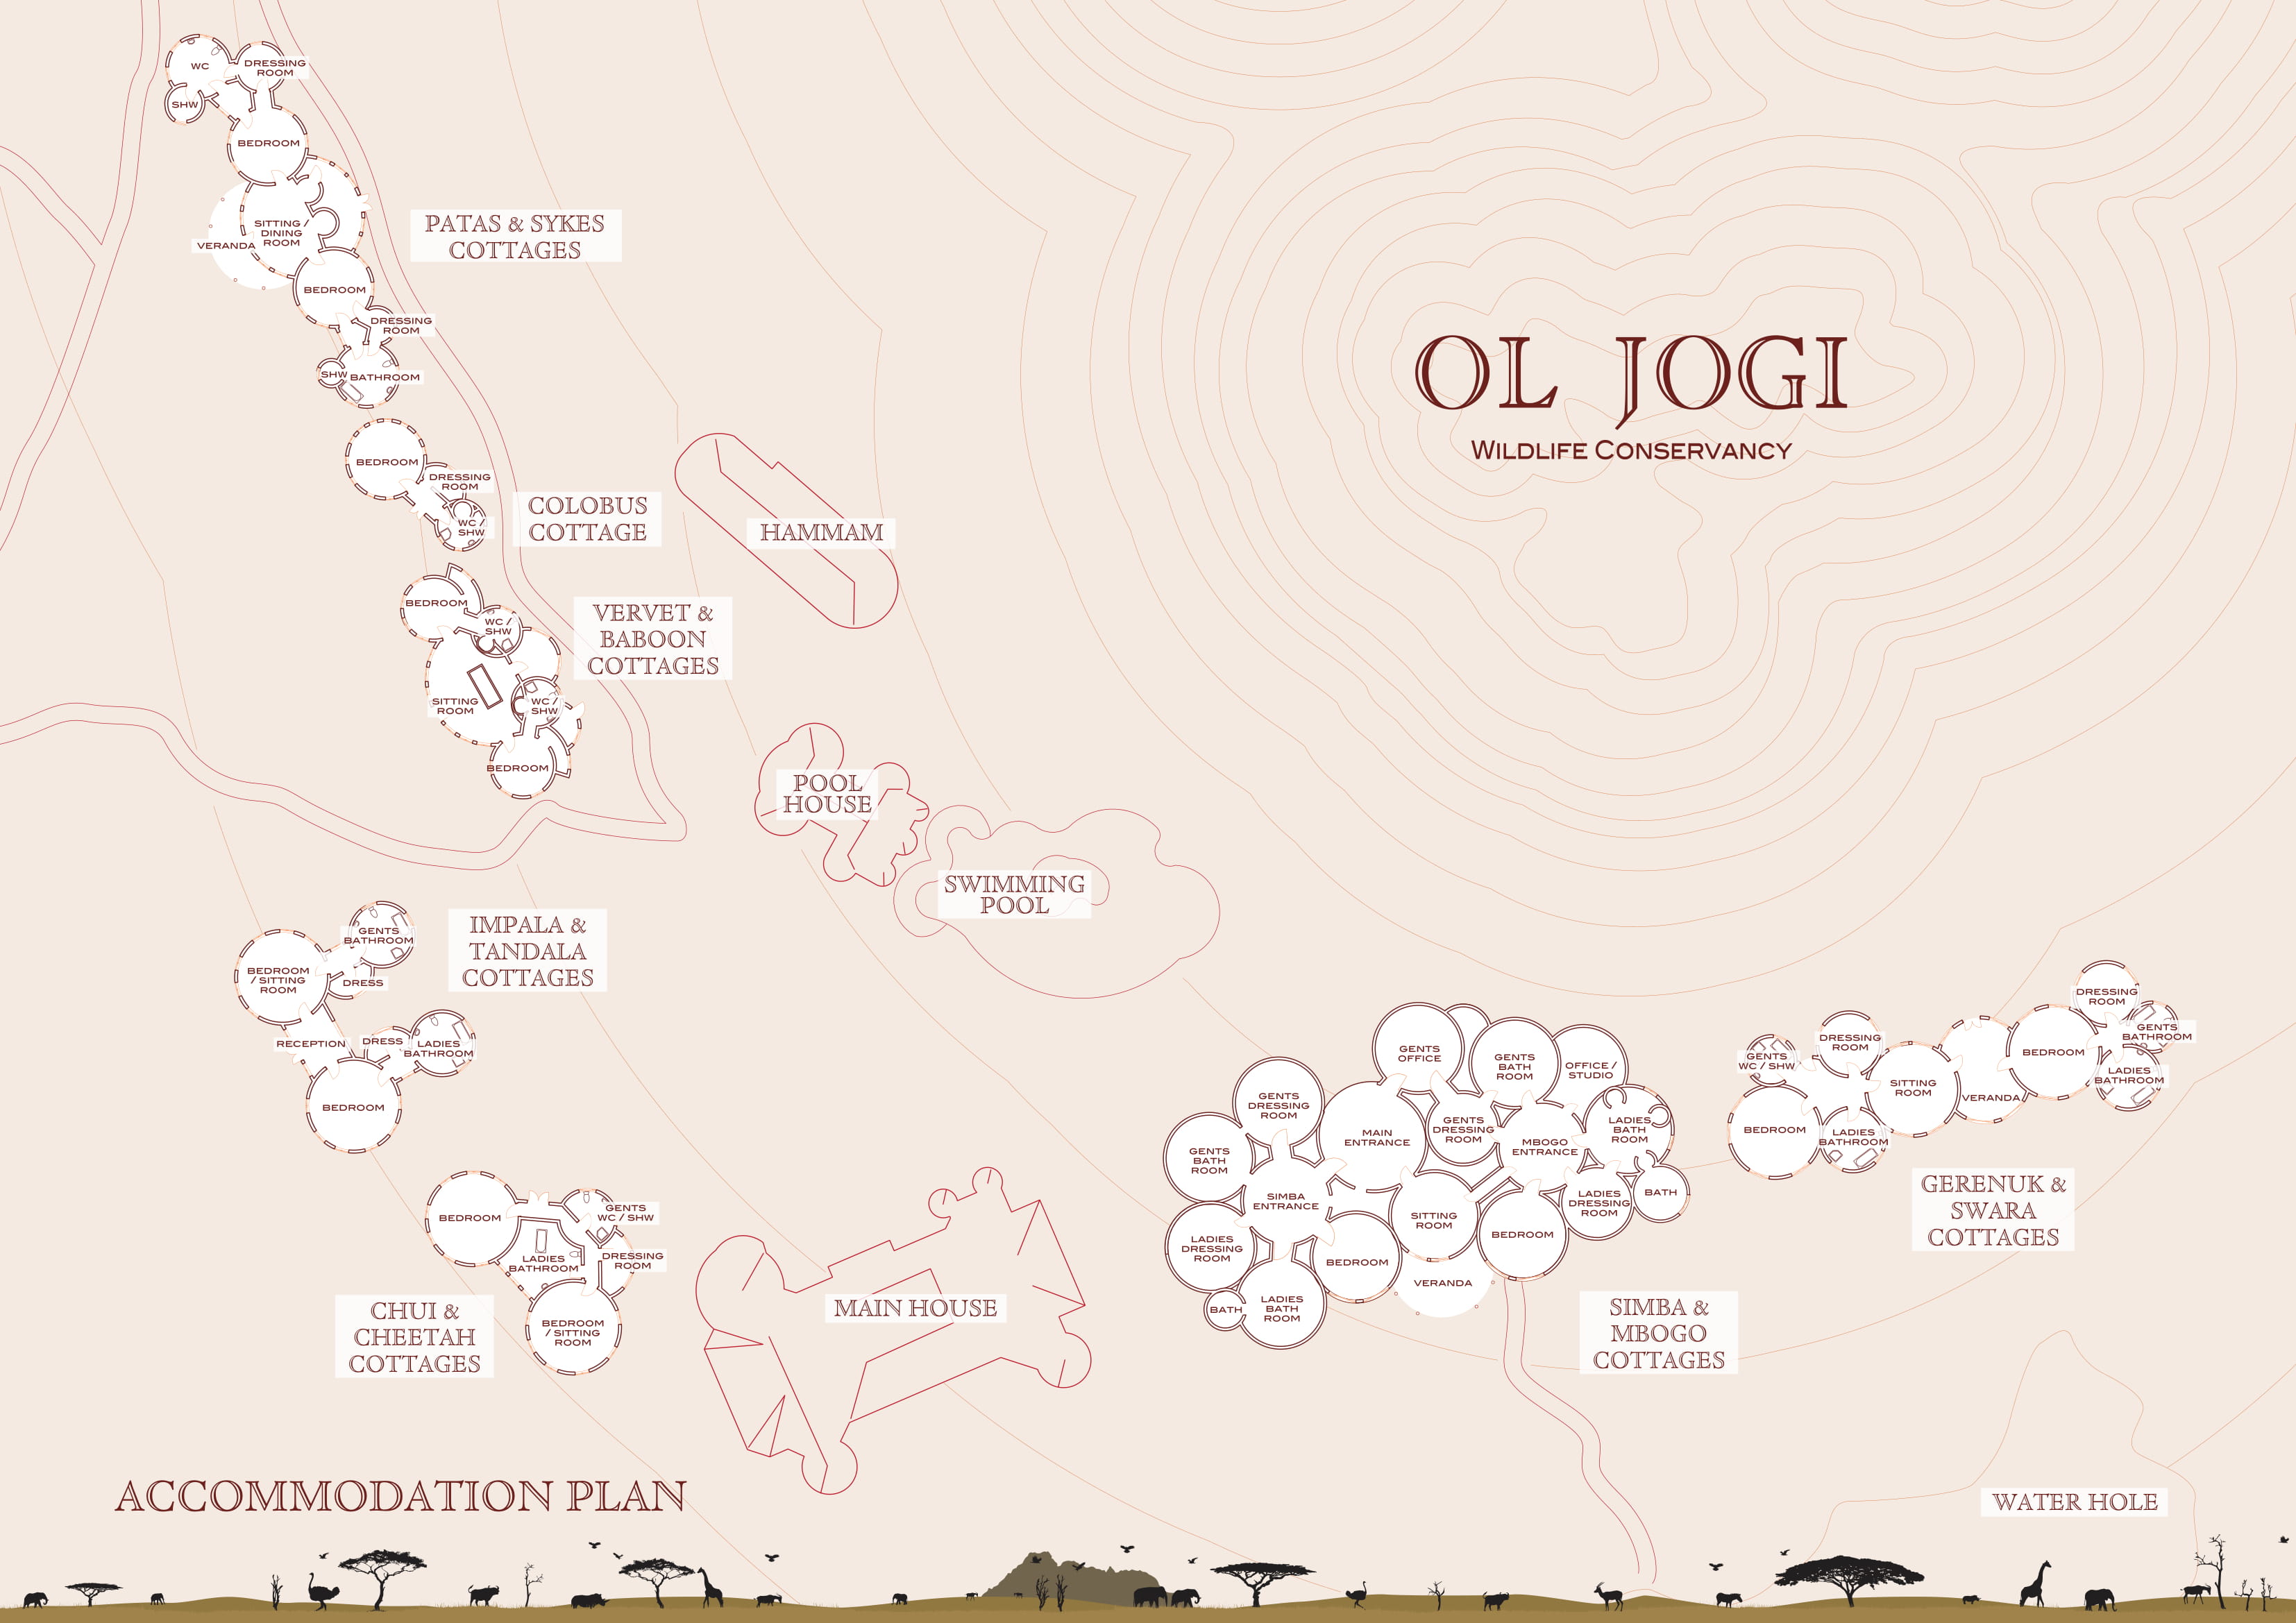 WC
DRESSING
ROOM
SHW
BEDROOM
SITTING /
DINING
ROOM
VERANDA
BEDROOM
DRESSING
ROOM
SHW
BATHROOM
PATAS & SYKES
COTTAGES
BEDROOM
DRESSING
ROOM
WC /
SHW
COLOBUS
COTTAGE
BEDROOM
WC /
SHW
SITTING
ROOM
WC /
SHW
BEDROOM
VERVET &
BABOON
COTTAGES
HAMMAM
OL JOGI
WILDLIFE CONSERVANCY
POOL
HOUSE
SWIMMING
POOL
GENTS
BATHROOM
BEDROOM
/ SITTING
ROOM
DRESS
RECEPTION
DRESS
LADIES
BATHROOM
BEDROOM
IMPALA &
TANDALA
COTTAGES
BEDROOM
GENTS
WC / SHW
LADIES
BATHROOM
DRESSING
ROOM
BEDROOM
/ SITTING
ROOM
CHUI &
CHEETAH
COTTAGES
MAIN HOUSE
GENTS
OFFICE
GENTS
BATH
ROOM
OFFICE /
STUDIO
GENTS
DRESSING
ROOM
MAIN
ENTRANCE
GENTS
DRESSING
ROOM
MBOGO
ENTRANCE
LADIES
BATH
ROOM
GENTS
BATH
ROOM
SIMBA
ENTRANCE
SITTING
ROOM
LADIES
DRESSING
ROOM
BATH
LADIES
DRESSING
ROOM
BEDROOM
BEDROOM
VERANDA
BATH
LADIES
BATH
ROOM
SIMBA &
MBOGO
COTTAGES
GENTS
WC / SHW
DRESSING
ROOM
BEDROOM
LADIES
BATHROOM
SITTING
ROOM
VERANDA
BEDROOM
DRESSING
ROOM
GENTS
BATHROOM
LADIES
BATHROOM
GERENUK &
SWARA
COTTAGES
WATER HOLE
ACCOMMODATION PLAN